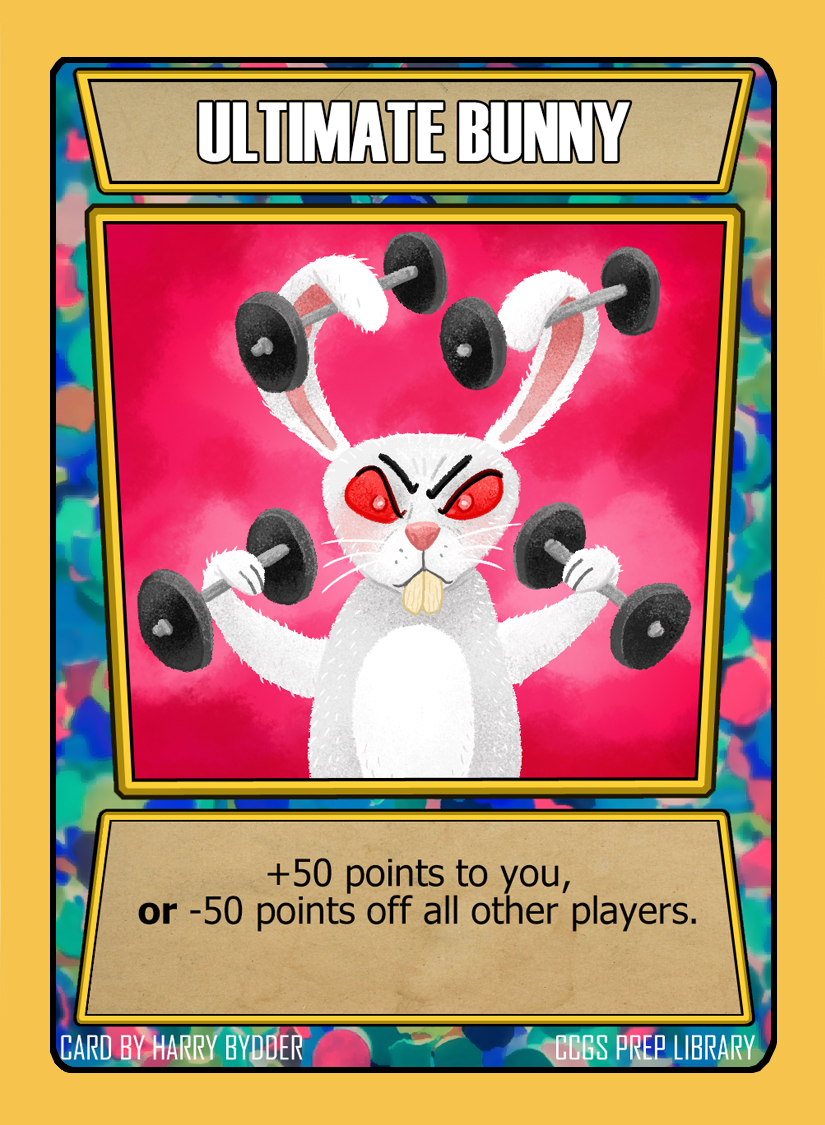 ULTIMATE BUNNY
+50 points to you,
or -50 points off all other players.
CARD BY HARRY BYDDER
CCGS PREP LIBRARY